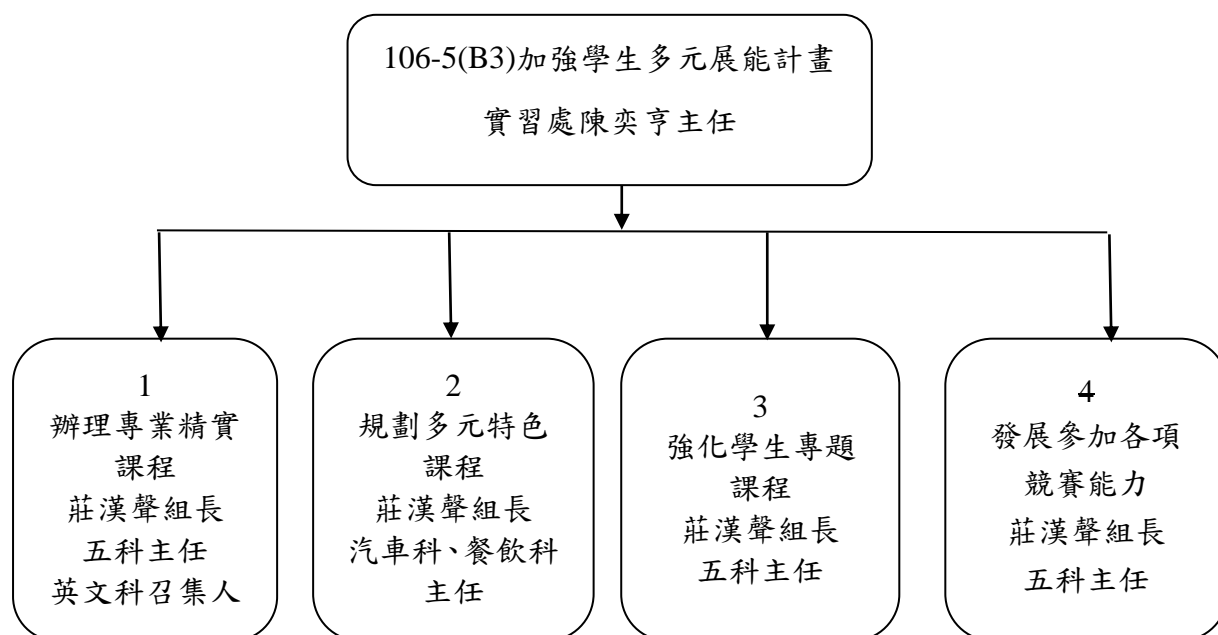 106-5(B3)加強學生多元展能計畫
實習處陳奕亨主任
1
辦理專業精實
課程
莊漢聲組長
五科主任
英文科召集人
2
規劃多元特色
課程
莊漢聲組長
汽車科、餐飲科
主任
3
強化學生專題
課程
莊漢聲組長
五科主任
4
發展參加各項
競賽能力
莊漢聲組長
五科主任